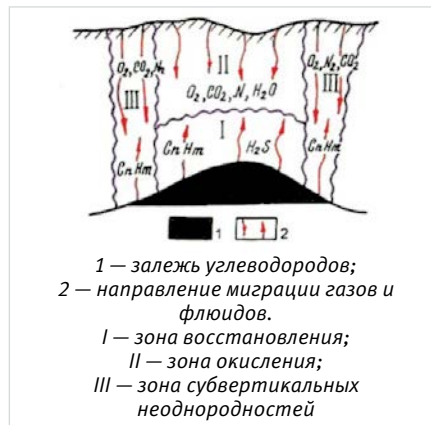 O₂,CO₂,N₂
II
O₂,N₂,CO₂
III
III
O₂,CO₂,N,H₂O
I
CnHm
CnHm
H₂S
CnHm
1
2
1 — залежь углеводородов;
2 — направление миграции газов и
флюидов.
I — зона восстановления;
II — зона окисления;
III — зона субвертикальных
неоднородностей